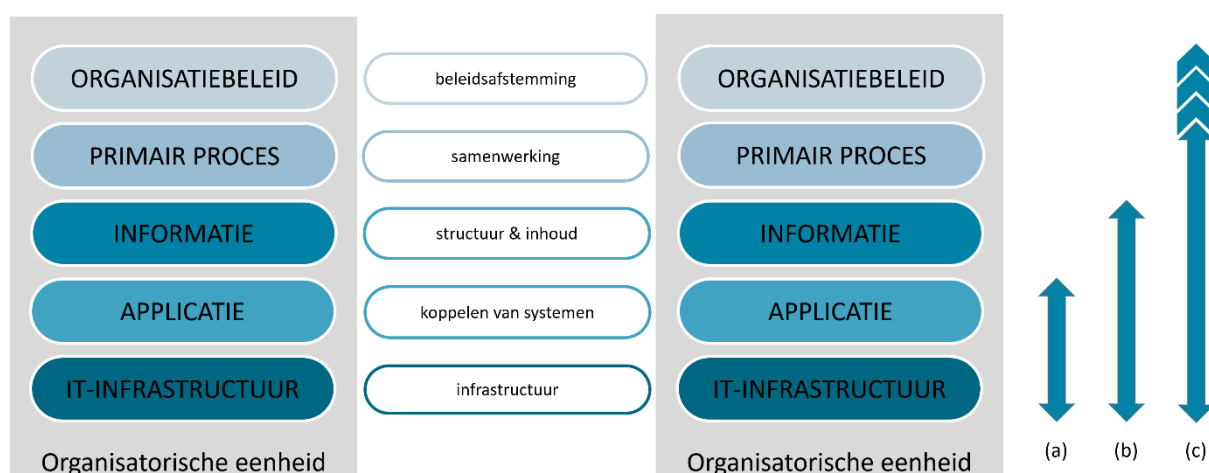 ORGANISATIEBELEID
beleidsafstemming
ORGANISATIEBELEID
PRIMAIR PROCES
samenwerking
PRIMAIR PROCES
INFORMATIE
structuur & inhoud
INFORMATIE
APPLICATIE
koppelen van systemen
APPLICATIE
IT-INFRASTRUCTUUR
infrastructuur
IT-INFRASTRUCTUUR
Organisatorische eenheid
Organisatorische eenheid
(a)
(b)
(c)